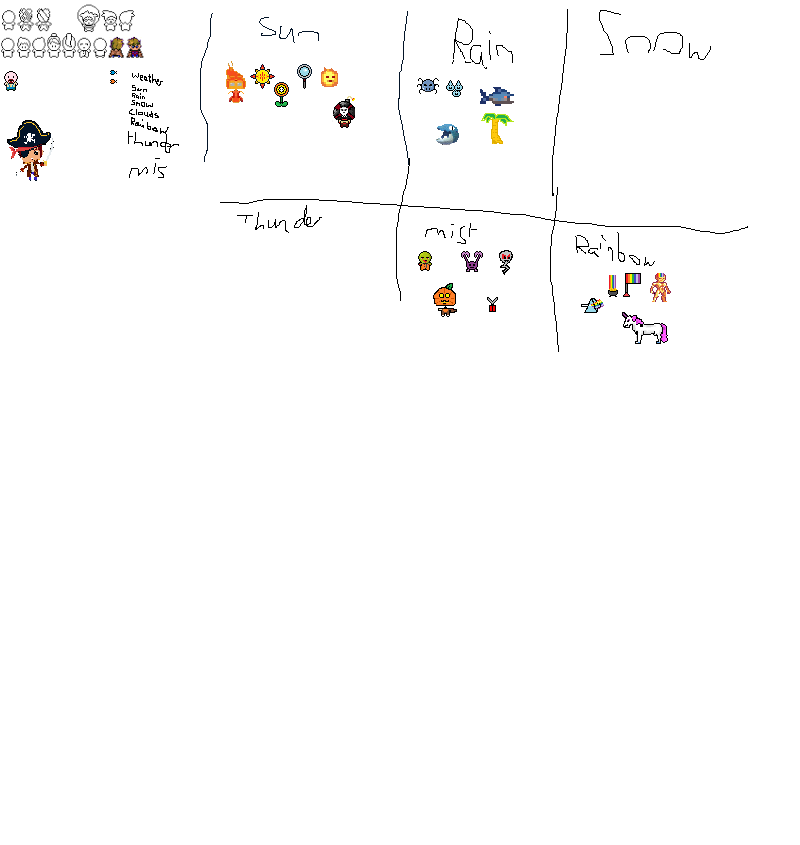 weather
Sun
Rain
Snow
Clouds
Rainbow
thunder
mis
Sun
Rain
Snow
Thunder
mist
Rainbow